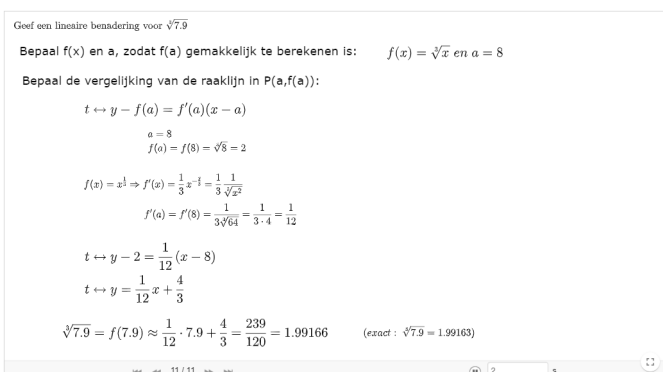 Geef een lineaire benadering voor ∛7.9
Bepaal f(x) en a, zodat f(a) gemakkelijk te berekenen is: f(x) = ∛x en a = 8
Bepaal de vergelijking van de raaklijn in P(a,f(a)):
t ↔ y − f(a) = f′(a)(x − a)
a = 8
f(a) = f(8) = ∛8 = 2
f(x) = x^{1/3} ⇒ f′(x) = 1/3 x^{−2/3} = 1/3 1/∛x²
f′(a) = f′(8) = 1/(3∛64) = 1/(3 · 4) = 1/12
t ↔ y − 2 = 1/12 (x − 8)
t ↔ y = 1/12 x + 4/3
∛7.9 = f(7.9) ≈ 1/12 · 7.9 + 4/3 = 239/120 = 1.99166 (exact : ∛7.9 = 1.99163)
11 / 11 2 s